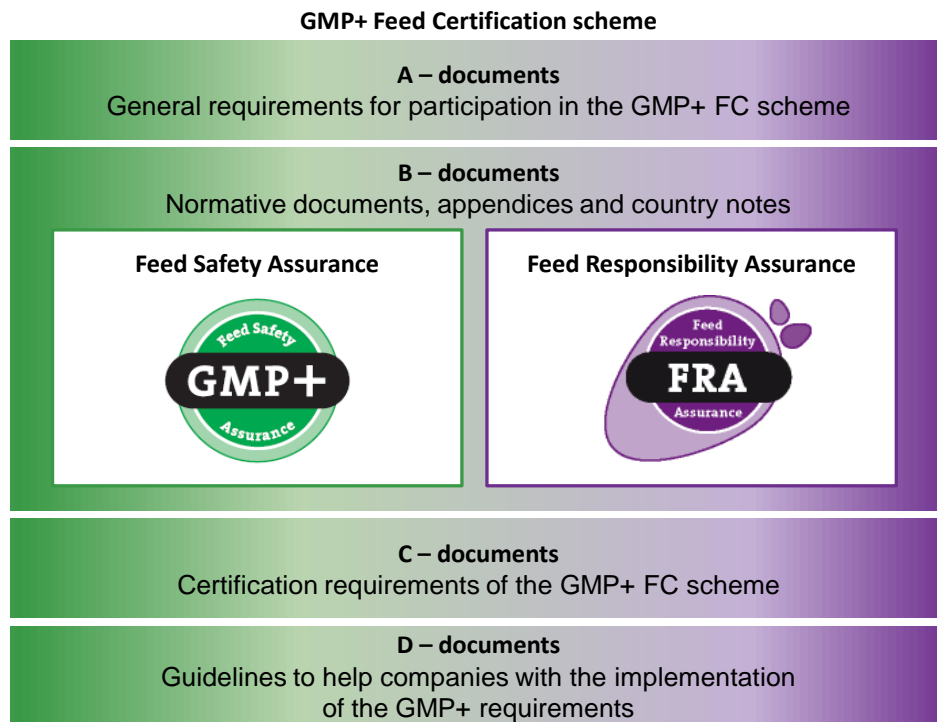 GMP+ Feed Certification scheme
A – documents
General requirements for participation in the GMP+ FC scheme
B – documents
Normative documents, appendices and country notes
Feed Safety Assurance
Feed Safety
GMP+
Assurance
Feed Responsibility Assurance
Feed
Responsibility
FRA
Assurance
C – documents
Certification requirements of the GMP+ FC scheme
D – documents
Guidelines to help companies with the implementation
of the GMP+ requirements